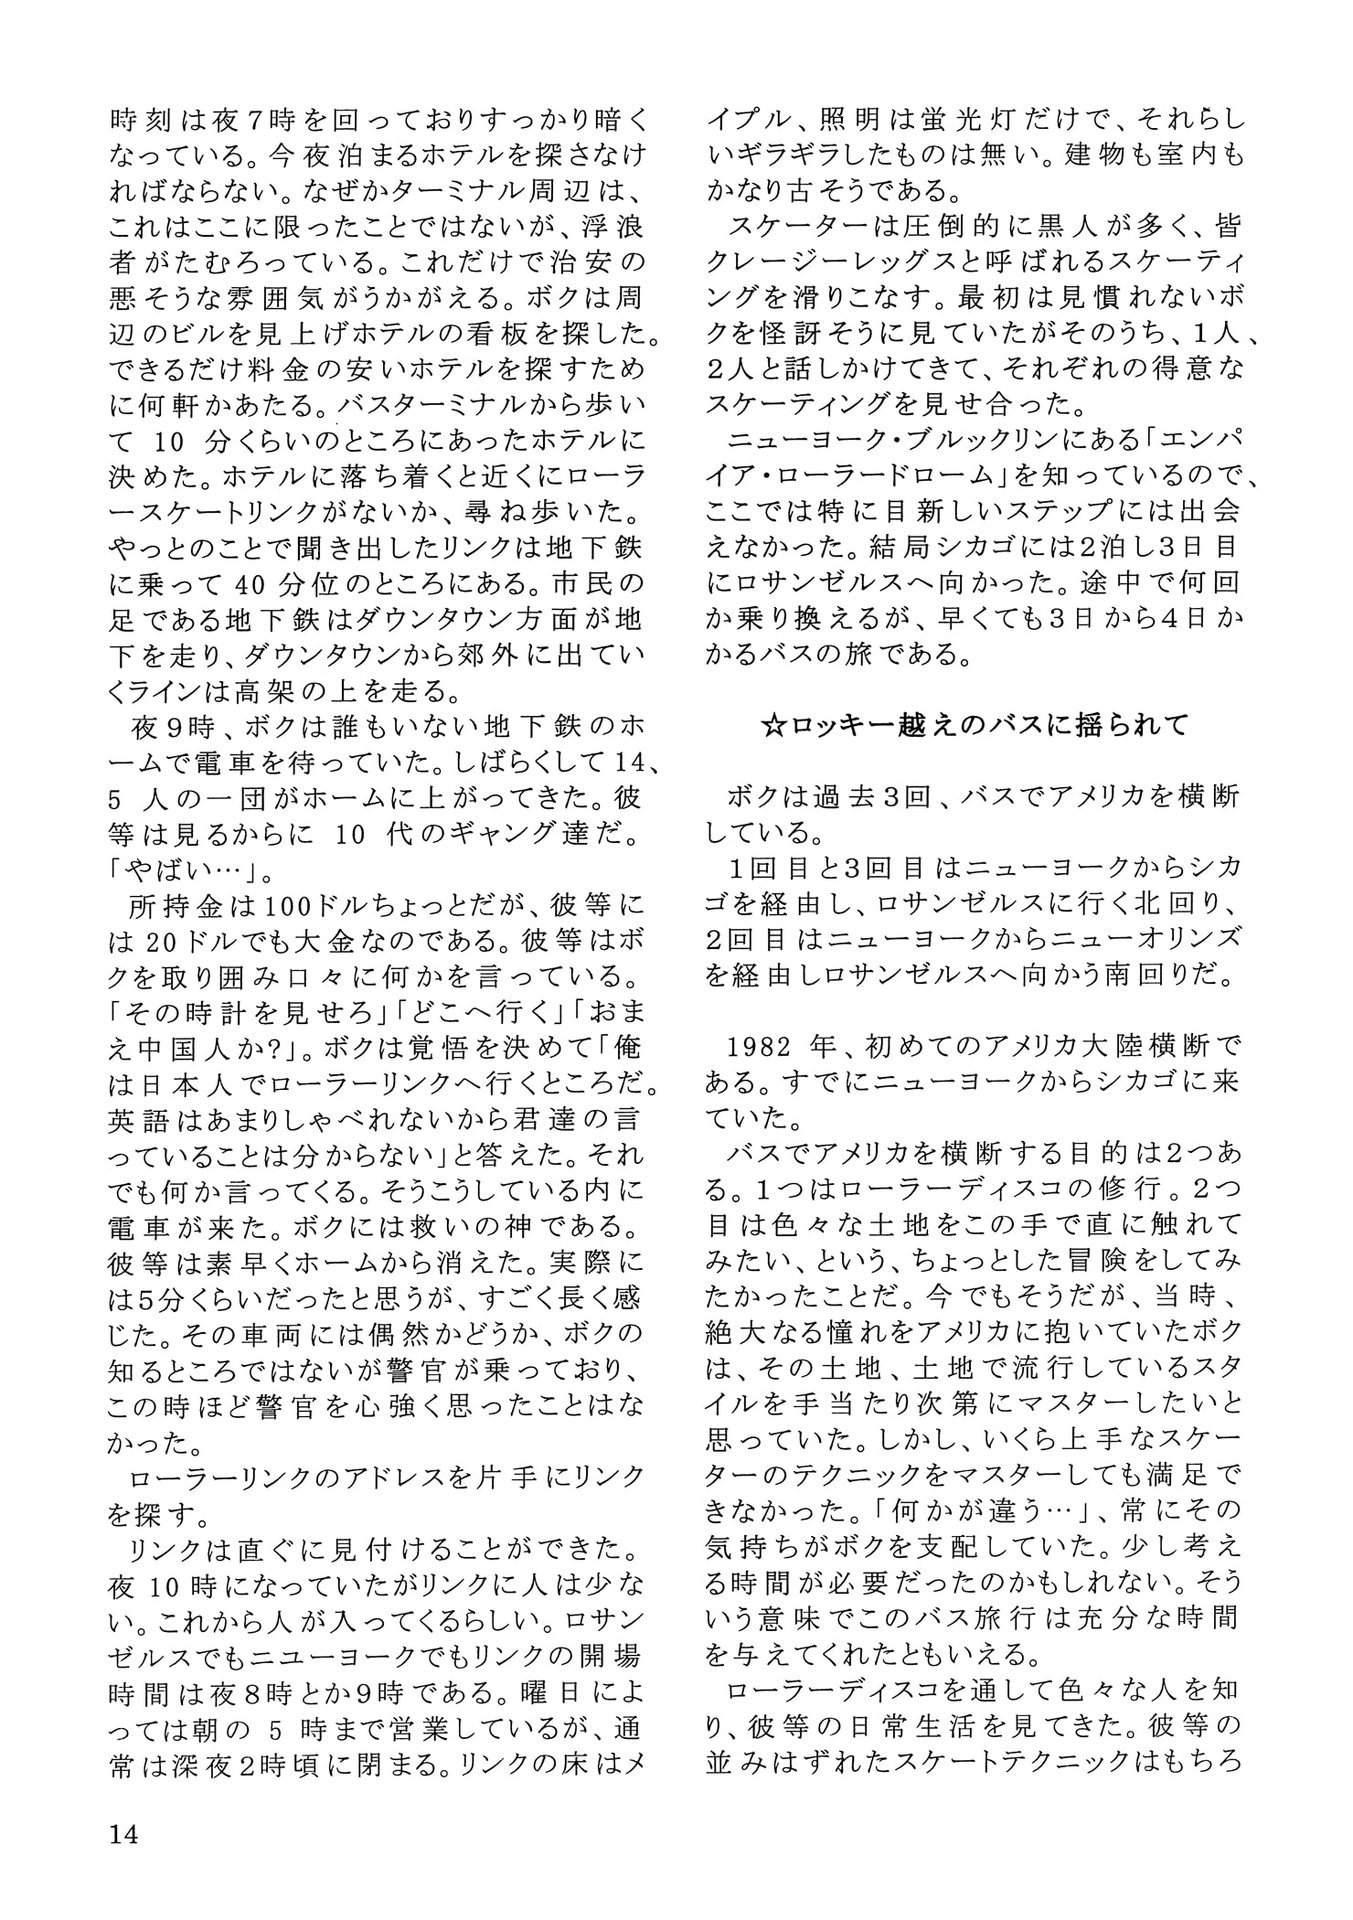 時刻は夜7時を回っておりすっかり暗く
なっている。今夜泊まるホテルを探さなけ
ればならない。なぜかターミナル周辺は、
これはここに限ったことではないが、浮浪
者がたむろっている。これだけで治安の
悪そうな雰囲気がうかがえる。ボクは周
辺のビルを見上げホテルの看板を探した。
できるだけ料金の安いホテルを探すため
に何軒かあたる。バスターミナルから歩い
て 10 分くらいのところにあったホテルに
決めた。ホテルに落ち着くと近くにローラ
ースケートリンクがないか、尋ね歩いた。
やっとのことで聞き出したリンクは地下鉄
に乗って 40 分位のところにある。市民の
足である地下鉄はダウンタウン方面が地
下を走り、ダウンタウンから郊外に出てい
くラインは高架の上を走る。
夜9時、ボクは誰もいない地下鉄のホ
ームで電車を待っていた。しばらくして 14、
5 人の一団がホームに上がってきた。彼
等は見るからに 10 代のギャング達だ。
「やばい…」。
所持金は100ドルちょっとだが、彼等に
は 20ドルでも大金なのである。彼等はボ
クを取り囲み口々に何かを言っている。
「その時計を見せろ」「どこへ行く」「おま
え中国人か?」。ボクは覚悟を決めて「俺
は日本人でローラーリンクへ行くところだ。
英語はあまりしゃべれないから君達の言
っていることは分からない」と答えた。それ
でも何か言ってくる。そうこうしている内に
電車が来た。ボクには救いの神である。
彼等は素早くホームから消えた。実際に
は5分くらいだったと思うが、すごく長く感
じた。その車両には偶然かどうか、ボクの
知るところではないが警官が乗っており、
この時ほど警官を心強く思ったことはな
かった。
ローラーリンクのアドレスを片手にリンク
を探す。
リンクは直ぐに見付けることができた。
夜 10 時になっていたがリンクに人は少な
い。これから人が入ってくるらしい。ロサン
ゼルスでもニユーヨークでもリンクの開場
時間は夜8時とか9時である。曜日によ
っては朝の 5 時まで営業しているが、通
常は深夜2時頃に閉まる。リンクの床はメ
イプル、照明は蛍光灯だけで、それらし
いギラギラしたものは無い。建物も室内も
かなり古そうである。
スケーターは圧倒的に黒人が多く、皆
クレージーレッグスと呼ばれるスケーティ
ングを滑りこなす。最初は見慣れないボ
クを怪訝そうに見ていたがそのうち、1人、
2人と話しかけてきて、それぞれの得意な
スケーティングを見せ合った。
ニューヨーク・ブルックリンにある「エンパ
イア・ローラードローム」を知っているので、
ここでは特に目新しいステップには出会
えなかった。結局シカゴには2泊し3日目
にロサンゼルスへ向かった。途中で何回
か乗り換えるが、早くても3日から4日か
かるバスの旅である。
☆ロッキー越えのバスに揺られて
ボクは過去3回、バスでアメリカを横断
している。
1回目と3回目はニューヨークからシカ
ゴを経由し、ロサンゼルスに行く北回り、
2回目はニューヨークからニューオリンズ
を経由しロサンゼルスへ向かう南回りだ。
1982 年、初めてのアメリカ大陸横断で
ある。すでにニューヨークからシカゴに来
ていた。
バスでアメリカを横断する目的は2つあ
る。1つはローラーディスコの修行。2つ
目は色々な土地をこの手で直に触れて
みたい、という、ちょっとした冒険をしてみ
たかったことだ。今でもそうだが、当時、
絶大なる憧れをアメリカに抱いていたボク
は、その土地、土地で流行しているスタ
イルを手当たり次第にマスターしたいと
思っていた。しかし、いくら上手なスケー
ターのテクニックをマスターしても満足で
きなかった。「何かが違う…」、常にその
気持ちがボクを支配していた。少し考え
る時間が必要だったのかもしれない。そう
いう意味でこのバス旅行は充分な時間
を与えてくれたともいえる。
ローラーディスコを通して色々な人を知
り、彼等の日常生活を見てきた。彼等の
並みはずれたスケートテクニックはもちろ
14